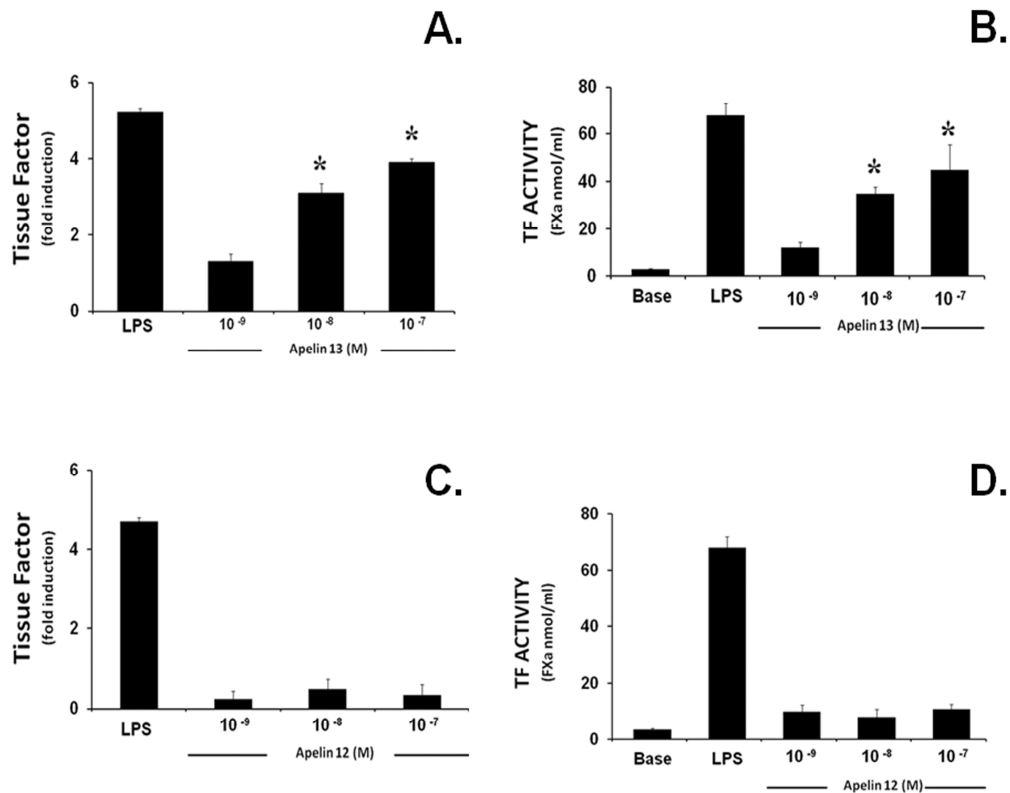 A.
Tissue Factor
(fold induction)
6
4
2
0
*
*
LPS
10 -9
10 -8
10 -7
Apelin 13 (M)
B.
TF ACTIVITY
(FXa nmol/ml)
80
60
40
20
0
*
*
Base
LPS
10 -9
10 -8
10 -7
Apelin 13 (M)
C.
Tissue Factor
(fold induction)
6
4
2
0
LPS
10 -9
10 -8
10 -7
Apelin 12 (M)
D.
TF ACTIVITY
(FXa nmol/ml)
80
60
40
20
0
Base
LPS
10 -9
10 -8
10 -7
Apelin 12 (M)